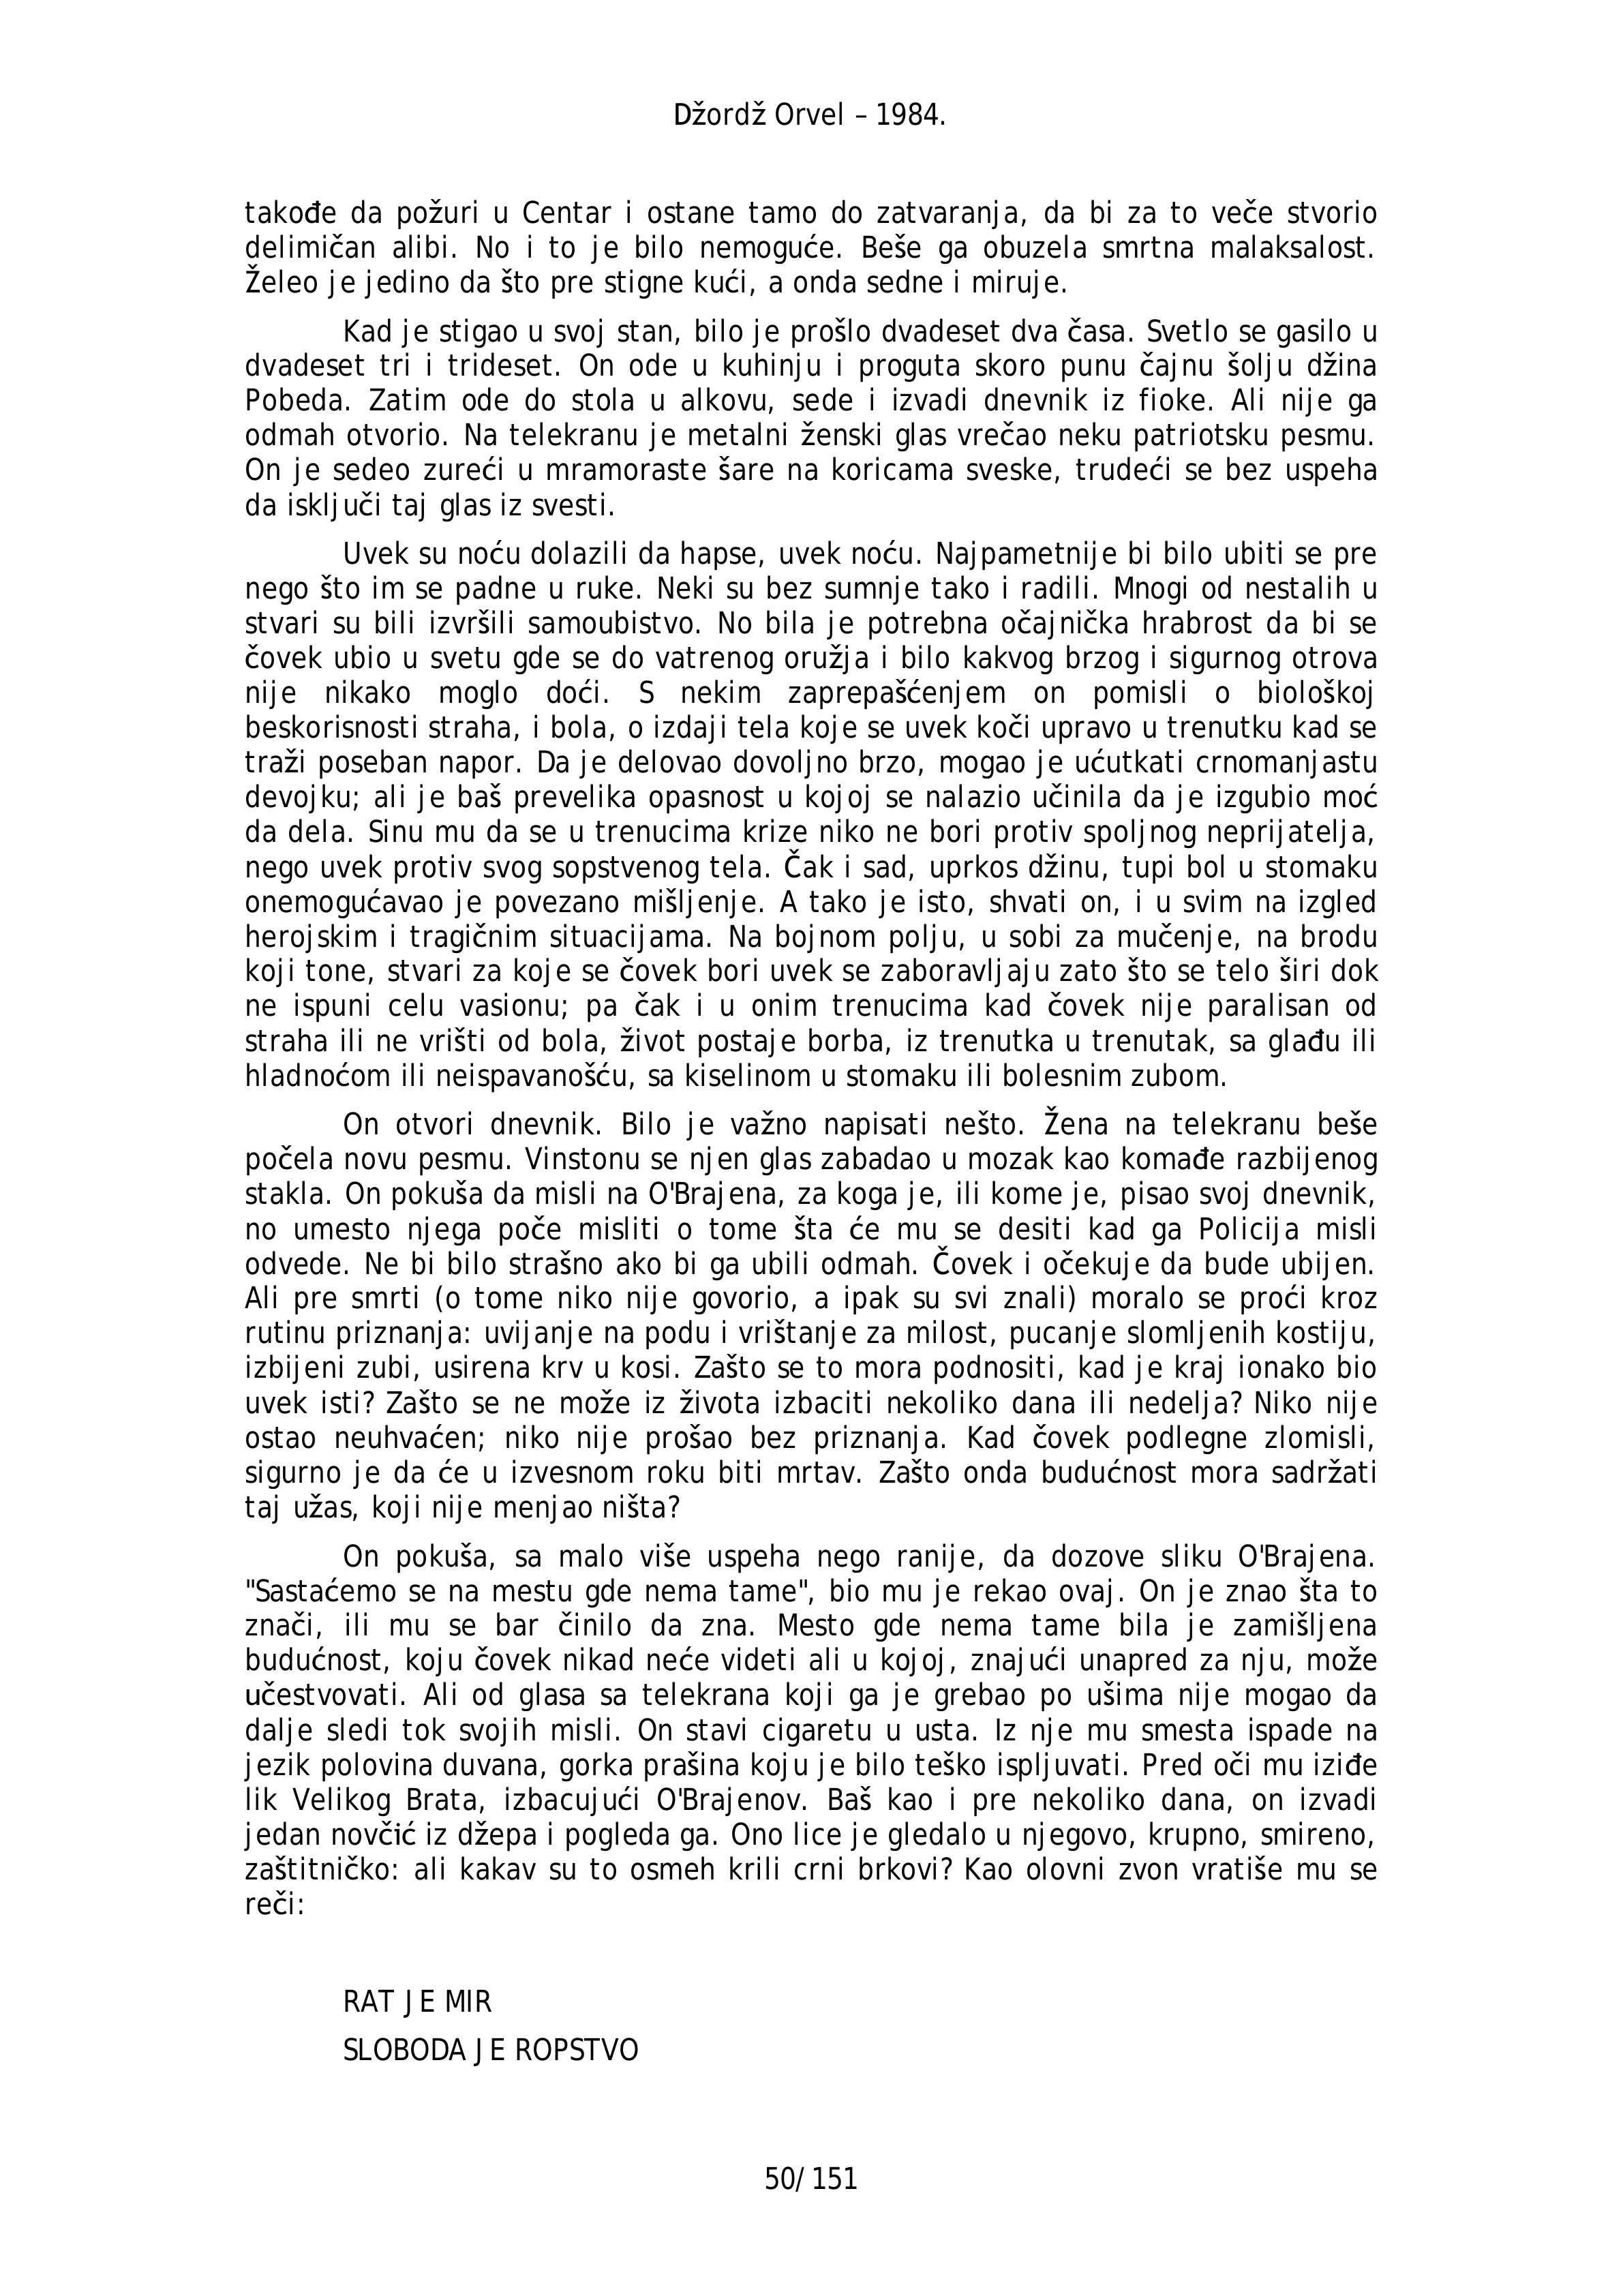 Džordž Orvel – 1984.
takođe da požuri u Centar i ostane tamo do zatvaranja, da bi za to veče stvorio
delimičan alibi. No i to je bilo nemoguće. Beše ga obuzela smrtna malaksalost.
Želeo je jedino da što pre stigne kući, a onda sedne i miruje.
Kad je stigao u svoj stan, bilo je prošlo dvadeset dva časa. Svetlo se gasilo u
dvadeset tri i trideset. On ode u kuhinju i proguta skoro punu čajnu šolju džina
Pobeda. Zatim ode do stola u alkovu, sede i izvadi dnevnik iz fioke. Ali nije ga
odmah otvorio. Na telekranu je metalni ženski glas vrečao neku patriotsku pesmu.
On je sedeo zureći u mramoraste šare na koricama sveske, trudeći se bez uspeha
da isključi taj glas iz svesti.
Uvek su noću dolazili da hapse, uvek noću. Najpametnije bi bilo ubiti se pre
nego što im se padne u ruke. Neki su bez sumnje tako i radili. Mnogi od nestalih u
stvari su bili izvršili samoubistvo. No bila je potrebna očajnička hrabrost da bi se
čovek ubio u svetu gde se do vatrenog oružja i bilo kakvog brzog i sigurnog otrova
nije nikako moglo doći. S nekim zaprepašćenjem on pomisli o biološkoj
beskorisnosti straha, i bola, o izdaji tela koje se uvek koči upravo u trenutku kad se
traži poseban napor. Da je delovao dovoljno brzo, mogao je ućutkati crnomanjastu
devojku; ali je baš prevelika opasnost u kojoj se nalazio učinila da je izgubio moć
da dela. Sinu mu da se u trenucima krize niko ne bori protiv spoljnog neprijatelja,
nego uvek protiv svog sopstvenog tela. Čak i sad, uprkos džinu, tupi bol u stomaku
onemogućavao je povezano mišljenje. A tako je isto, shvati on, i u svim na izgled
herojskim i tragičnim situacijama. Na bojnom polju, u sobi za mučenje, na brodu
koji tone, stvari za koje se čovek bori uvek se zaboravljaju zato što se telo širi dok
ne ispuni celu vasionu; pa čak i u onim trenucima kad čovek nije paralisan od
straha ili ne vrišti od bola, život postaje borba, iz trenutka u trenutak, sa glađu ili
hladnoćom ili neispavanošću, sa kiselinom u stomaku ili bolesnim zubom.
On otvori dnevnik. Bilo je važno napisati nešto. Žena na telekranu beše
počela novu pesmu. Vinstonu se njen glas zabadao u mozak kao komađe razbijenog
stakla. On pokuša da misli na O'Brajena, za koga je, ili kome je, pisao svoj dnevnik,
no umesto njega poče misliti o tome šta će mu se desiti kad ga Policija misli
odvede. Ne bi bilo strašno ako bi ga ubili odmah. Čovek i očekuje da bude ubijen.
Ali pre smrti (o tome niko nije govorio, a ipak su svi znali) moralo se proći kroz
rutinu priznanja: uvijanje na podu i vrištanje za milost, pucanje slomljenih kostiju,
izbijeni zubi, usirena krv u kosi. Zašto se to mora podnositi, kad je kraj ionako bio
uvek isti? Zašto se ne može iz života izbaciti nekoliko dana ili nedelja? Niko nije
ostao neuhvaćen; niko nije prošao bez priznanja. Kad čovek podlegne zlomisli,
sigurno je da će u izvesnom roku biti mrtav. Zašto onda budućnost mora sadržati
taj užas, koji nije menjao ništa?
On pokuša, sa malo više uspeha nego ranije, da dozove sliku O'Brajena.
"Sastaćemo se na mestu gde nema tame", bio mu je rekao ovaj. On je znao šta to
znači, ili mu se bar činilo da zna. Mesto gde nema tame bila je zamišljena
budućnost, koju čovek nikad neće videti ali u kojoj, znajući unapred za nju, može
učestvovati. Ali od glasa sa telekrana koji ga je grebao po ušima nije mogao da
dalje sledi tok svojih misli. On stavi cigaretu u usta. Iz nje mu smesta ispade na
jezik polovina duvana, gorka prašina koju je bilo teško ispljuvati. Pred oči mu iziđe
lik Velikog Brata, izbacujući O'Brajenov. Baš kao i pre nekoliko dana, on izvadi
jedan novčić iz džepa i pogleda ga. Ono lice je gledalo u njegovo, krupno, smireno,
zaštitničko: ali kakav su to osmeh krili crni brkovi? Kao olovni zvon vratiše mu se
reči:
RAT JE MIR
SLOBODA JE ROPSTVO
50/151